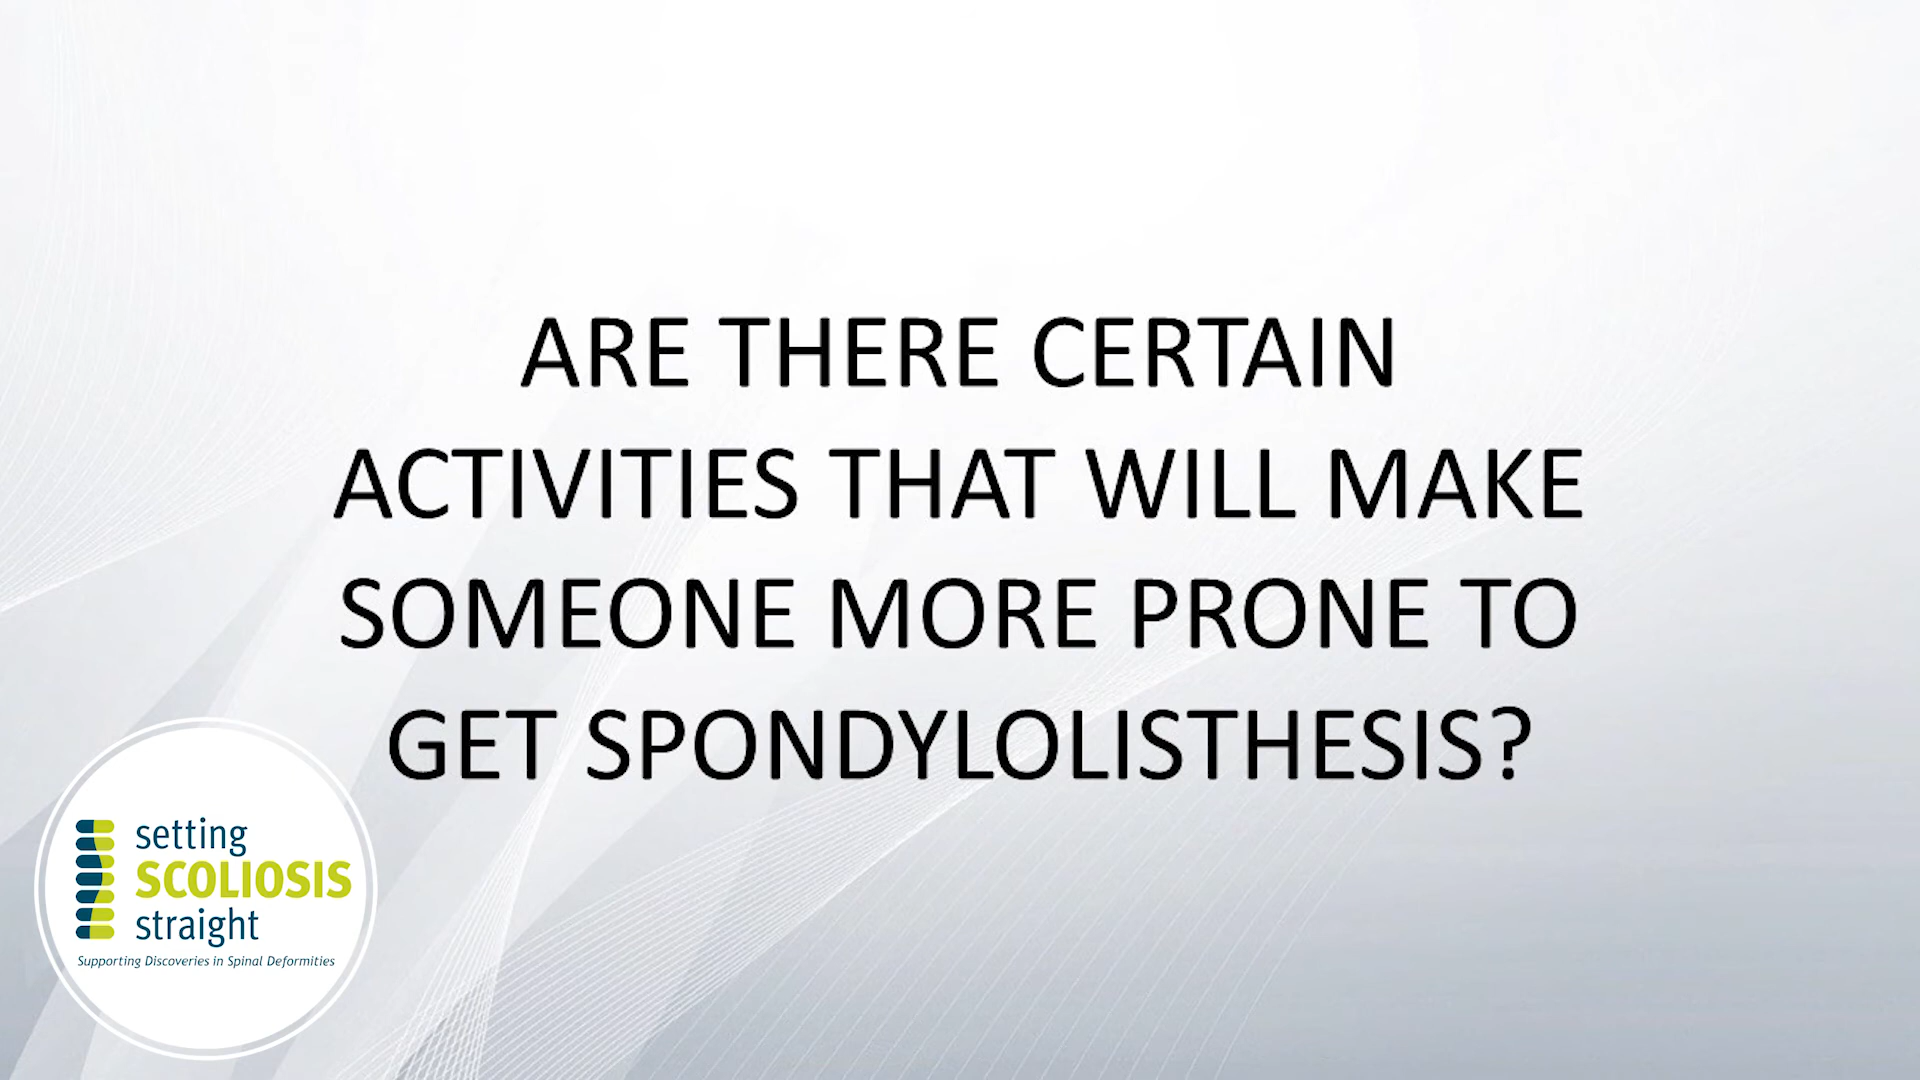 ARE THERE CERTAIN
ACTIVITIES THAT WILL MAKE
SOMEONE MORE PRONE TO
GET SPONDYLOLISTHESIS?
setting
SCOLIOSIS
straight
Supporting Discoveries in Spinal Deformities